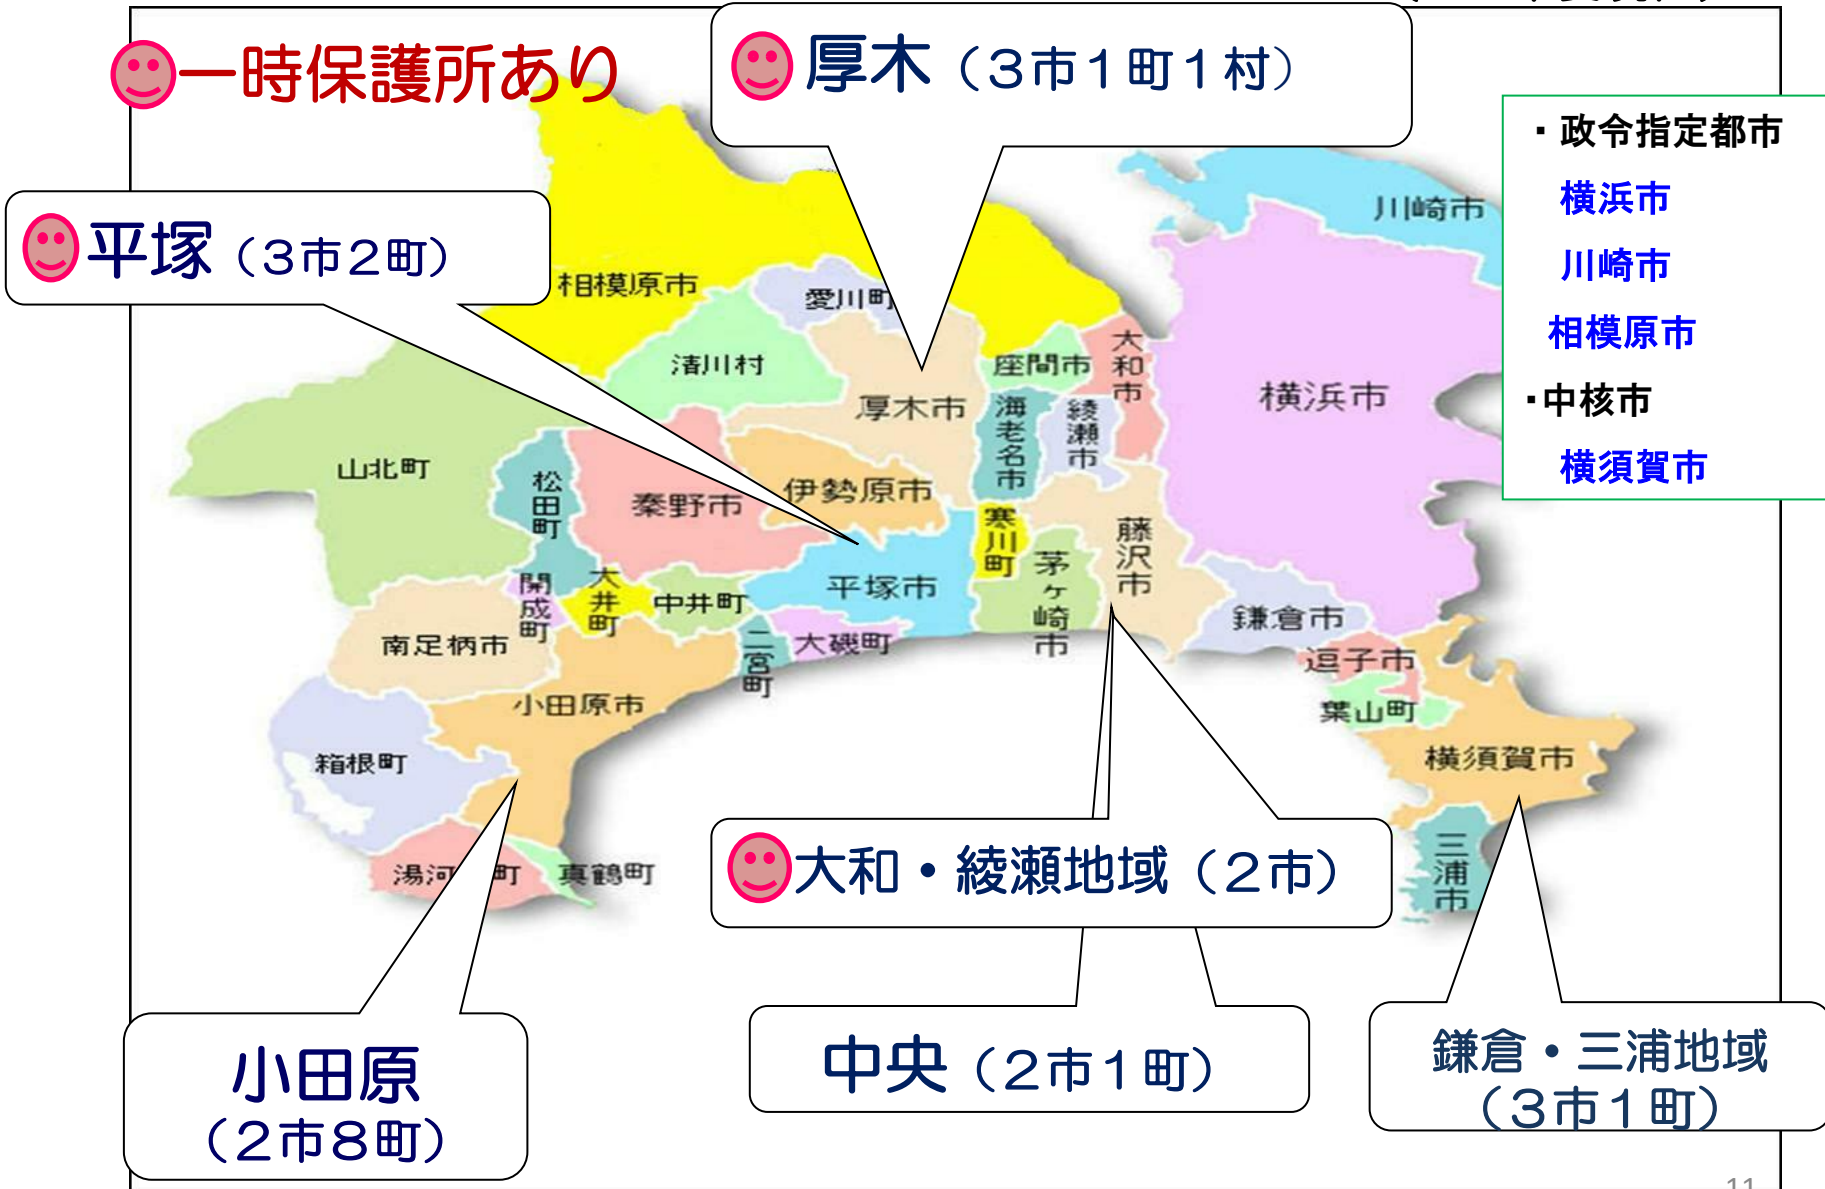 一時保護所あり
厚木（３市１町１村）
・政令指定都市
横浜市
川崎市
相模原市
・中核市
横須賀市
平塚（３市２町）
川崎市
相模原市
愛川町
清川村
座間市
大和市
厚木市
海老名市
綾瀬市
横浜市
山北町
松田町
秦野市
伊勢原市
寒川町
藤沢市
茅ヶ崎市
開成町
大井町
中井町
平塚市
鎌倉市
南足柄市
二宮町
大磯町
逗子市
小田原市
葉山町
箱根町
横須賀市
湯河 町
真鶴町
三浦市
大和・綾瀬地域（２市）
小田原
（２市８町）
中央（２市１町）
鎌倉・三浦地域
（３市１町）
11